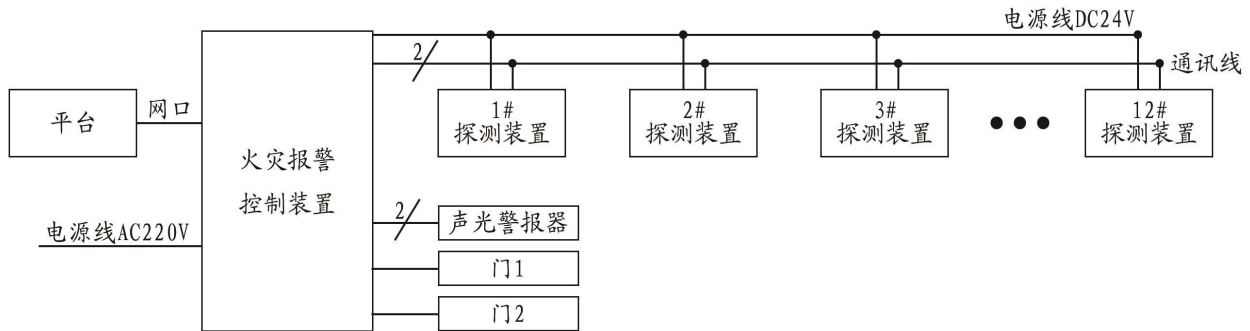 电源线DC24V
2
通讯线
平台
网口
1#
探测装置
2#
探测装置
3#
探测装置
12#
探测装置
火灾报警
控制装置
电源线AC220V
2
声光警报器
门1
门2